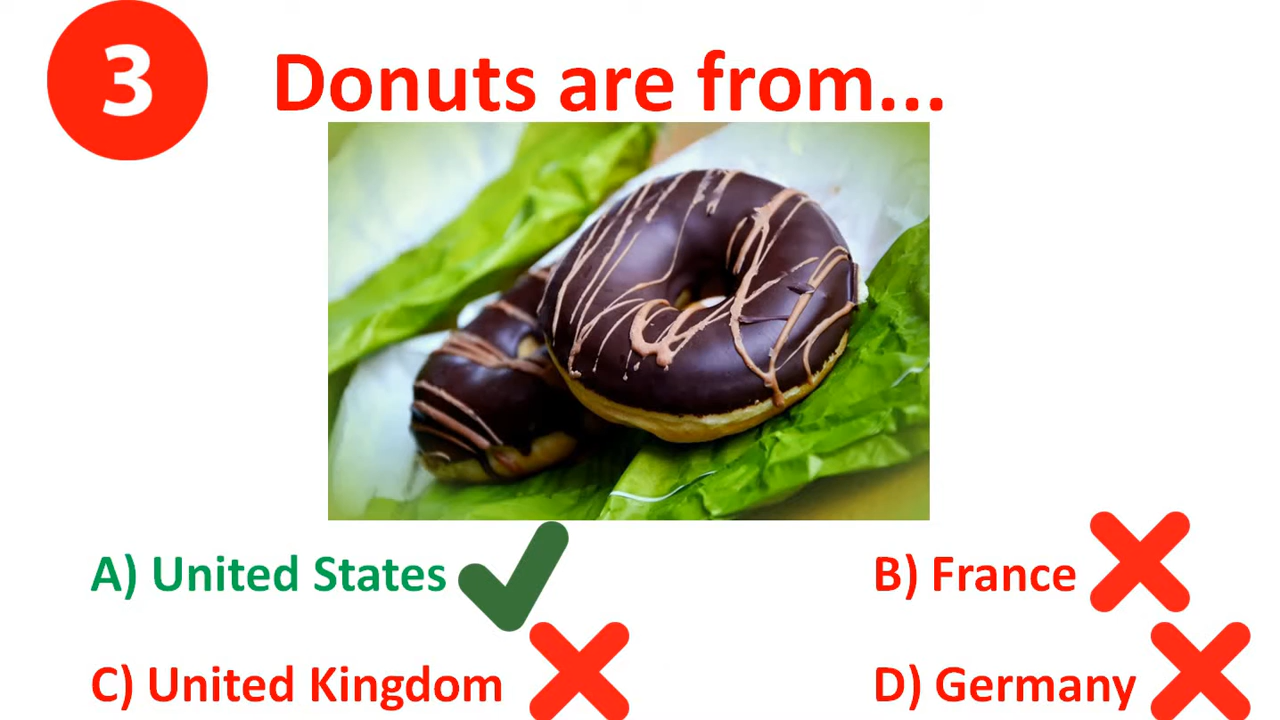 3
Donuts are from...
A) United States
B) France
C) United Kingdom
D) Germany